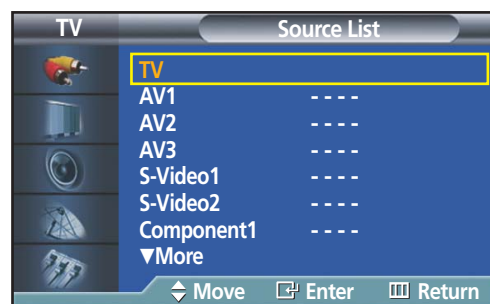 TV Source List
TV
AV1 - - - -
AV2 - - - -
AV3 - - - -
S-Video1 - - - -
S-Video2 - - - -
Component1 - - - -
▼More
Move Enter Return